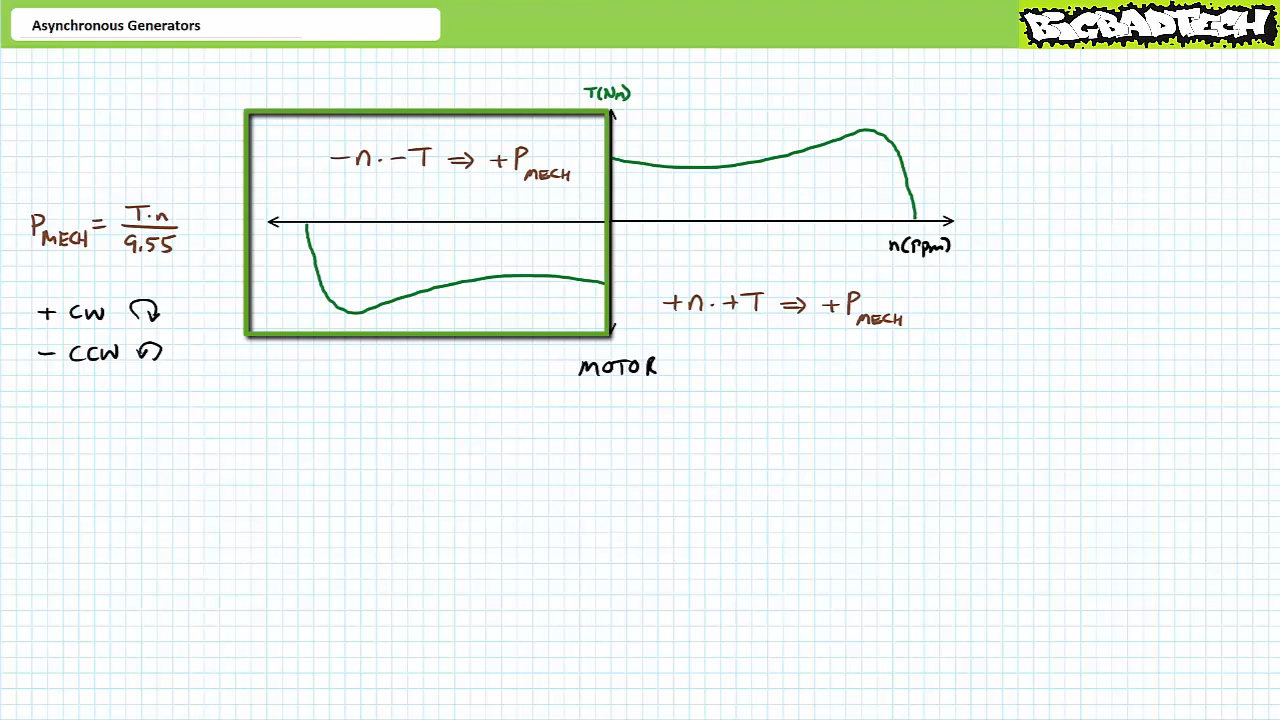 Asynchronous Generators
BIGBADTECH
T(Nm)
-n·-T ⇒ +P MECH
P MECH = T·n / 9.55
n(rpm)
+n·+T ⇒ +P MECH
+ CW
- CCW
MOTOR